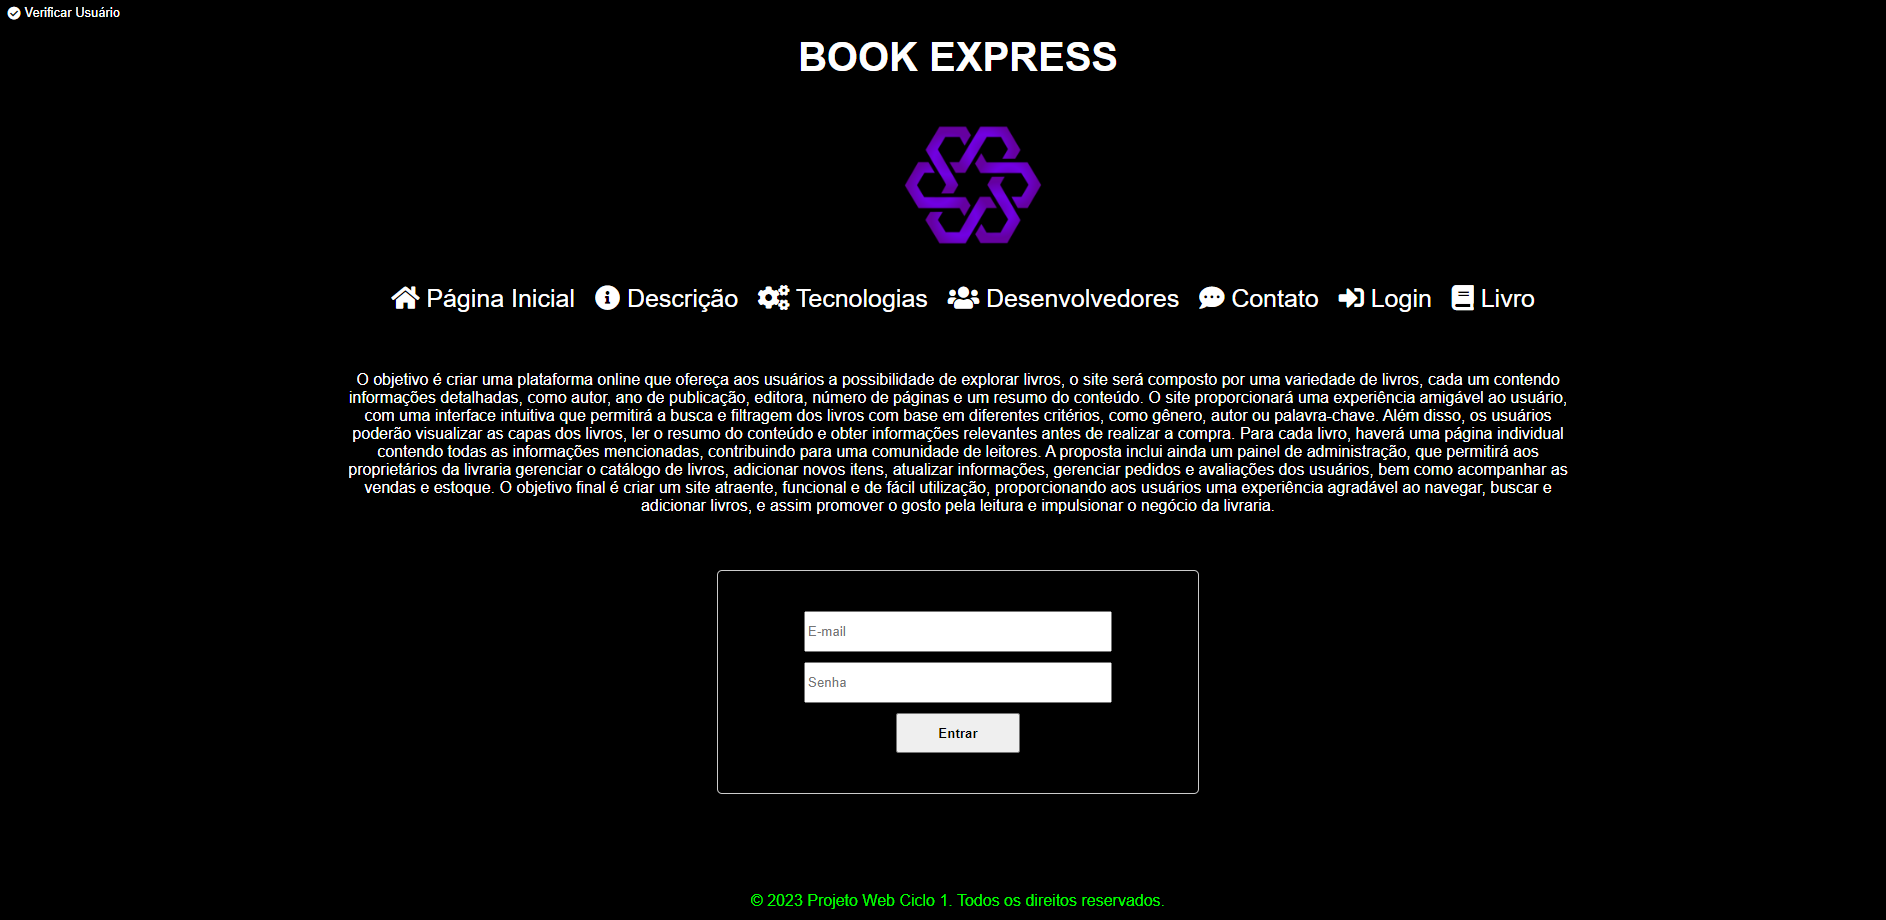 Verificar Usuário
BOOK EXPRESS
Página Inicial Descrição Tecnologias Desenvolvedores Contato Login Livro
O objetivo é criar uma plataforma online que ofereça aos usuários a possibilidade de explorar livros, o site será composto por uma variedade de livros, cada um contendo
informações detalhadas, como autor, ano de publicação, editora, número de páginas e um resumo do conteúdo. O site proporcionará uma experiência amigável ao usuário,
com uma interface intuitiva que permitirá a busca e filtragem dos livros com base em diferentes critérios, como gênero, autor ou palavra-chave. Além disso, os usuários
poderão visualizar as capas dos livros, ler o resumo do conteúdo e obter informações relevantes antes de realizar a compra. Para cada livro, haverá uma página individual
contendo todas as informações mencionadas, contribuindo para uma comunidade de leitores. A proposta inclui ainda um painel de administração, que permitirá aos
proprietários da livraria gerenciar o catálogo de livros, adicionar novos itens, atualizar informações, gerenciar pedidos e avaliações dos usuários, bem como acompanhar as
vendas e estoque. O objetivo final é criar um site atraente, funcional e de fácil utilização, proporcionando aos usuários uma experiência agradável ao navegar, buscar e
adicionar livros, e assim promover o gosto pela leitura e impulsionar o negócio da livraria.
E-mail
Senha
Entrar
© 2023 Projeto Web Ciclo 1. Todos os direitos reservados.